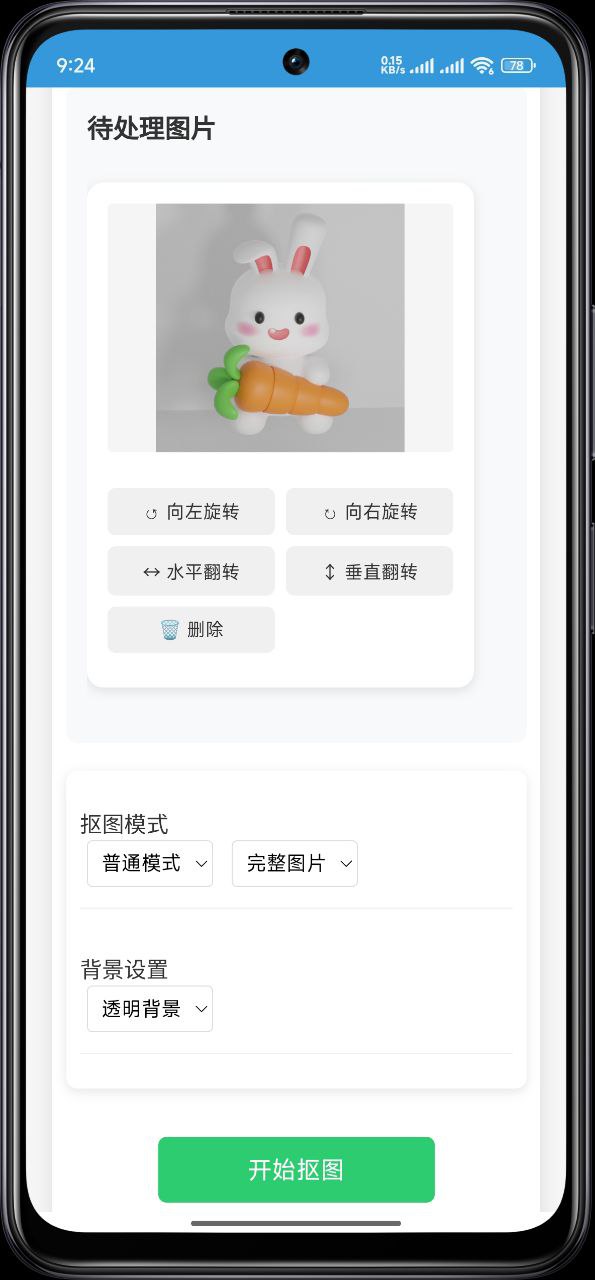 9:24
0.15
KB/s
6
78
待处理图片
向左旋转
向右旋转
水平翻转
垂直翻转
删除
抠图模式
普通模式
完整图片
背景设置
透明背景
开始抠图